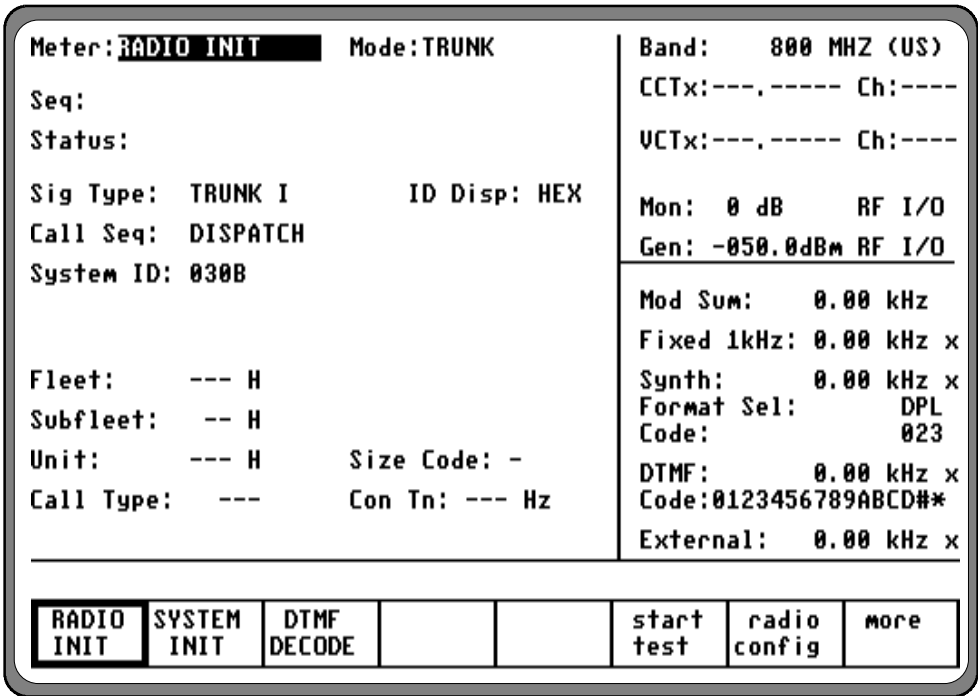 Meter:RADIO INIT Mode:TRUNK
Seq:
Status:
Sig Type: TRUNK I ID Disp: HEX
Call Seq: DISPATCH
System ID: 030B
Fleet: --- H
Subfleet: -- H
Unit: --- H Size Code: -
Call Type: --- Con Tn: --- Hz
Band: 800 MHZ (US)
CCTx:---.----- Ch:----
VCTx:---.----- Ch:----
Mon: 0 dB RF I/O
Gen: -050.0dBm RF I/O
Mod Sum: 0.00 kHz
Fixed 1kHz: 0.00 kHz x
Synth: 0.00 kHz x
Format Sel: DPL
Code: 023
DTMF: 0.00 kHz x
Code:0123456789ABCD#*
External: 0.00 kHz x
RADIO INIT
SYSTEM INIT
DTMF DECODE
start test
radio config
more